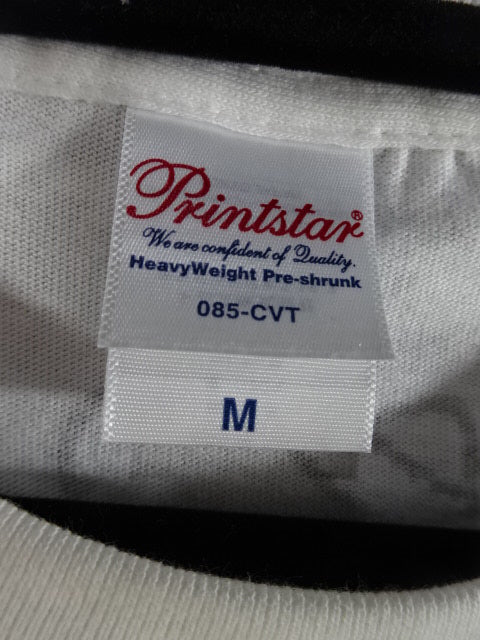 Printstar®
We are confident of Quality.
HeavyWeight Pre-shrunk
085-CVT
M